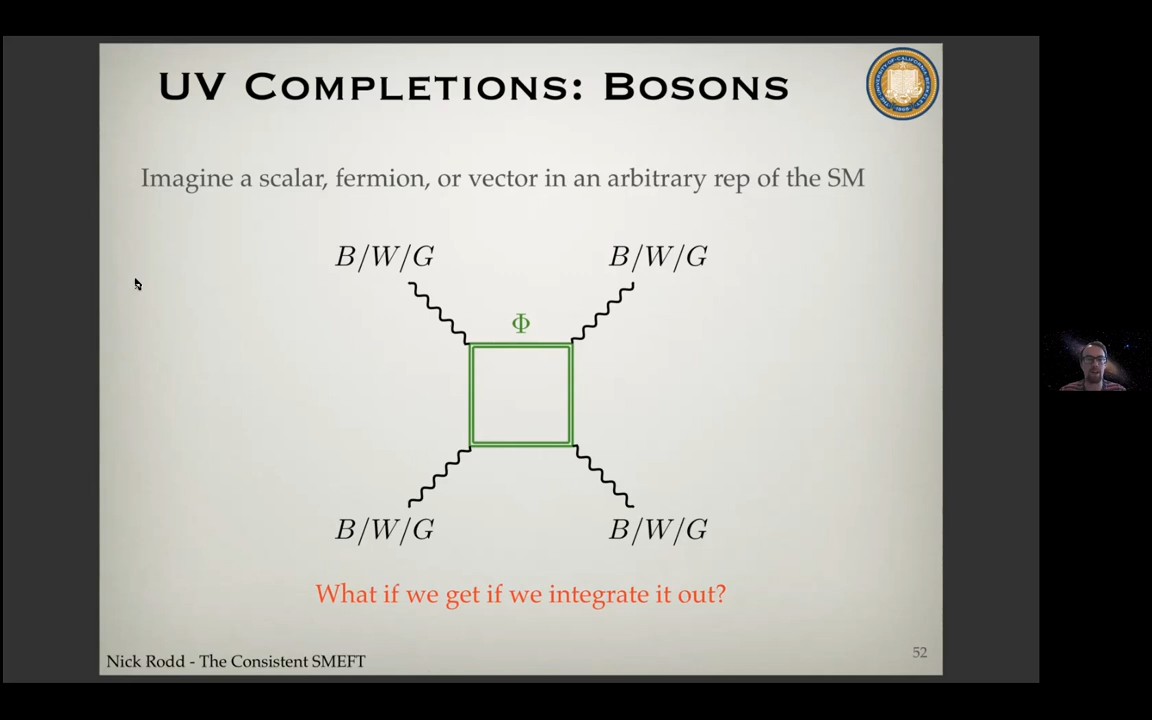 UV Completions: Bosons
Imagine a scalar, fermion, or vector in an arbitrary rep of the SM
B/W/G B/W/G
Φ
B/W/G B/W/G
What if we get if we integrate it out?
Nick Rodd - The Consistent SMEFT
52